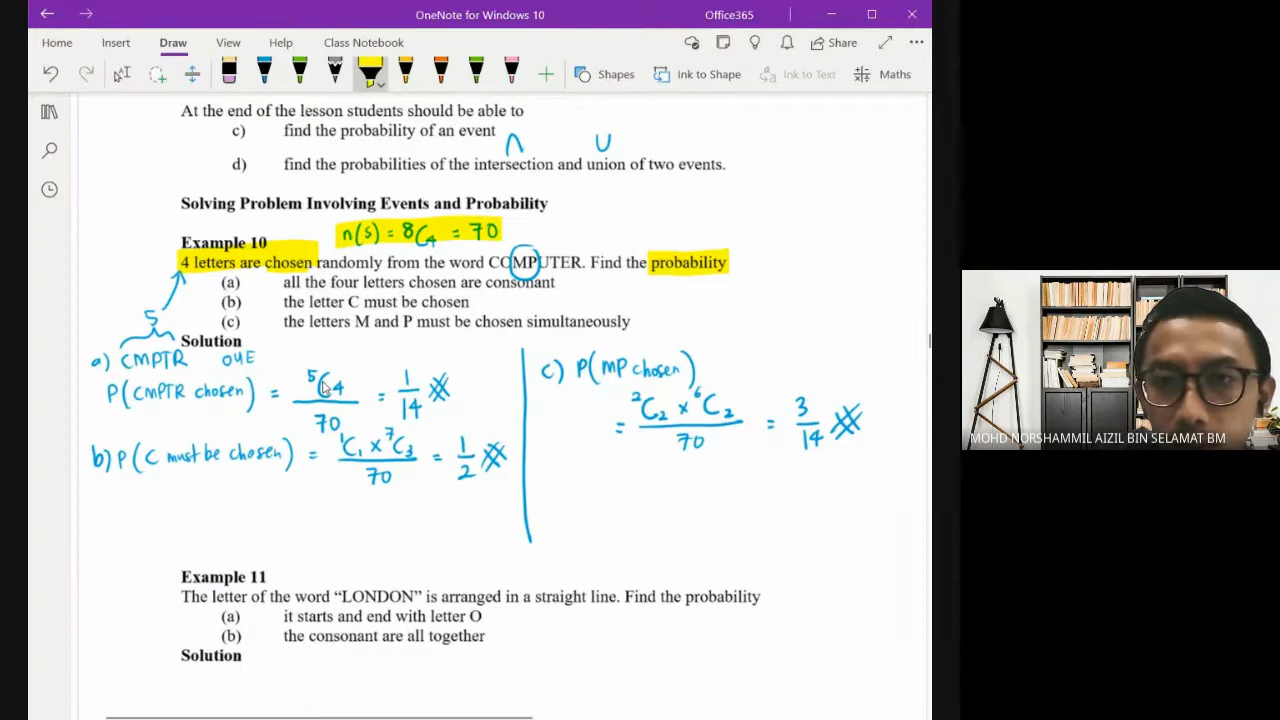 OneNote for Windows 10
Office365
Home Insert Draw View Help Class Notebook
Share
Shapes Ink to Shape Ink to Text Maths
At the end of the lesson students should be able to
c) find the probability of an event
∩ ∪
d) find the probabilities of the intersection and union of two events.
Solving Problem Involving Events and Probability
n(s) = 8C₄ = 70
Example 10
4 letters are chosen randomly from the word COMPUTER. Find the probability
(a) all the four letters chosen are consonant
(b) the letter C must be chosen
(c) the letters M and P must be chosen simultaneously
5
Solution
a) CMPTR OUE
P(CMPTR chosen) = ⁵C₄ / 70 = 1/14
b) P(C must be chosen) = ¹C₁ × ⁷C₃ / 70 = 1/2
c) P(MP chosen)
= ²C₂ × ⁶C₂ / 70 = 3/14
Example 11
The letter of the word “LONDON” is arranged in a straight line. Find the probability
(a) it starts and end with letter O
(b) the consonant are all together
Solution
MOHD NORSHAMMIL AIZIL BIN SELAMAT BM